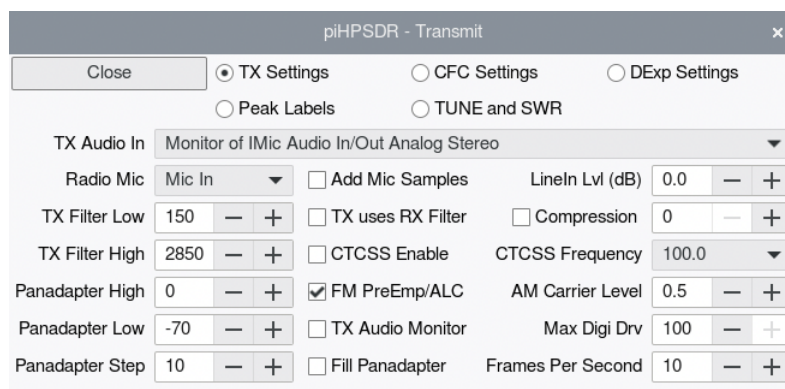 piHPSDR - Transmit ×
Close TX Settings CFC Settings DExp Settings
Peak Labels TUNE and SWR
TX Audio In Monitor of IMic Audio In/Out Analog Stereo
Radio Mic Mic In Add Mic Samples LineIn Lvl (dB) 0.0 — +
TX Filter Low 150 — + TX uses RX Filter Compression 0 — +
TX Filter High 2850 — + CTCSS Enable CTCSS Frequency 100.0
Panadapter High 0 — + FM PreEmp/ALC AM Carrier Level 0.5 — +
Panadapter Low -70 — + TX Audio Monitor Max Digi Drv 100 — +
Panadapter Step 10 — + Fill Panadapter Frames Per Second 10 — +